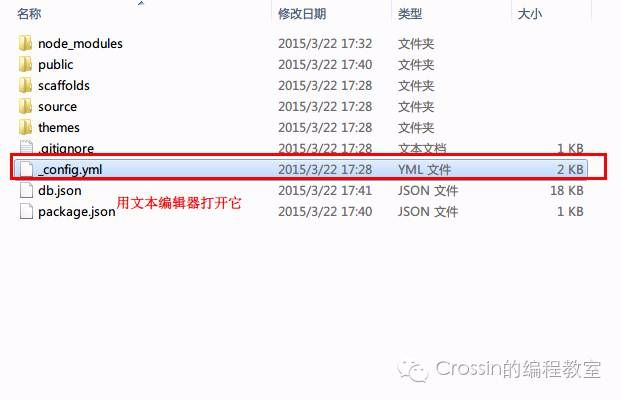 名称 修改日期 类型 大小
node_modules 2015/3/22 17:32 文件夹
public 2015/3/22 17:40 文件夹
scaffolds 2015/3/22 17:28 文件夹
source 2015/3/22 17:28 文件夹
themes 2015/3/22 17:28 文件夹
.gitignore 2015/3/22 17:28 文本文档 1 KB
_config.yml 2015/3/22 17:28 YML 文件 2 KB
db.json 2015/3/22 17:41 JSON 文件 18 KB
package.json 2015/3/22 17:40 JSON 文件 1 KB
用文本编辑器打开它
Crossin的编程教室